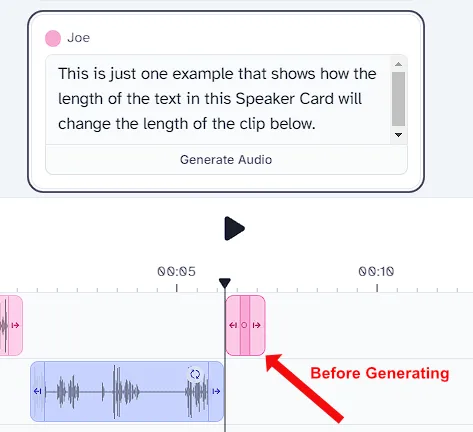 Joe
This is just one example that shows how the
length of the text in this Speaker Card will
change the length of the clip below.
Generate Audio
00:05
00:10
Before Generating